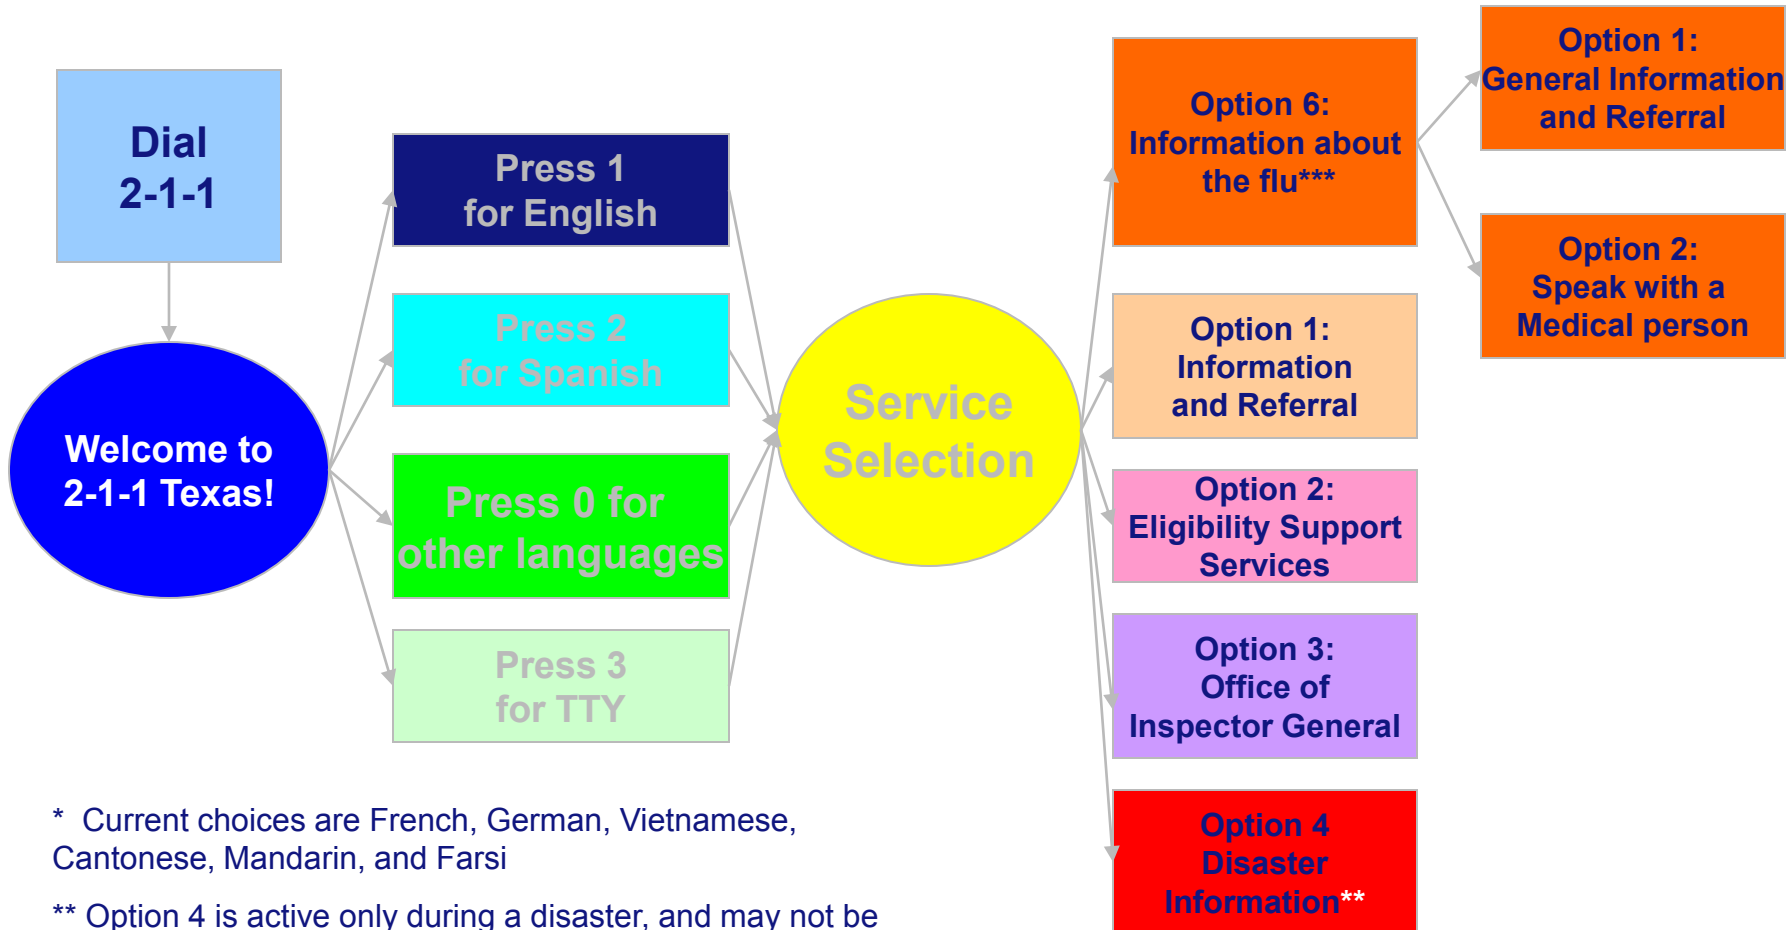 Dial
2-1-1
Welcome to
2-1-1 Texas!
Press 1
for English
Press 2
for Spanish
Press 0 for
other languages
Press 3
for TTY
Service
Selection
Option 6:
Information about
the flu***
Option 1:
Information
and Referral
Option 2:
Eligibility Support
Services
Option 3:
Office of
Inspector General
Option 4
Disaster
Information**
Option 1:
General Information
and Referral
Option 2:
Speak with a
Medical person
* Current choices are French, German, Vietnamese,
Cantonese, Mandarin, and Farsi
** Option 4 is active only during a disaster, and may not be